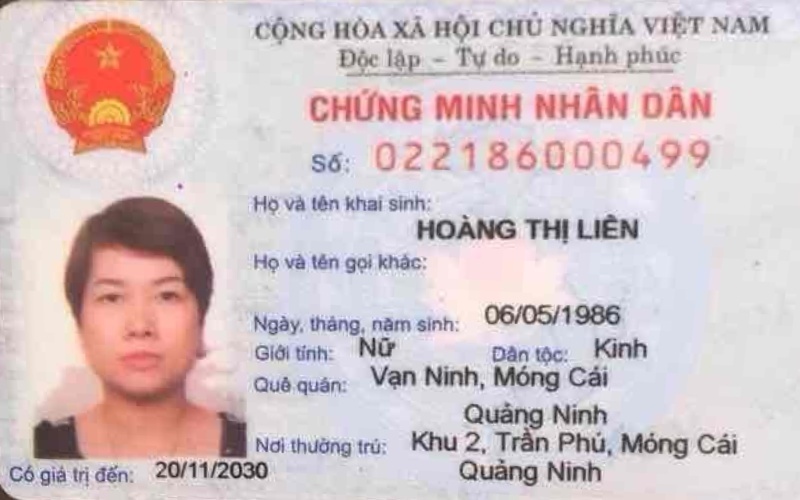 CỘNG HÒA XÃ HỘI CHỦ NGHĨA VIỆT NAM
Độc lập - Tự do - Hạnh phúc
CHỨNG MINH NHÂN DÂN
Số: 022186000499
Họ và tên khai sinh:
HOÀNG THỊ LIÊN
Họ và tên gọi khác:
Ngày, tháng, năm sinh: 06/05/1986
Giới tính: Nữ Dân tộc: Kinh
Quê quán: Vạn Ninh, Móng Cái
Quảng Ninh
Nơi thường trú: Khu 2, Trần Phú, Móng Cái
Quảng Ninh
Có giá trị đến: 20/11/2030